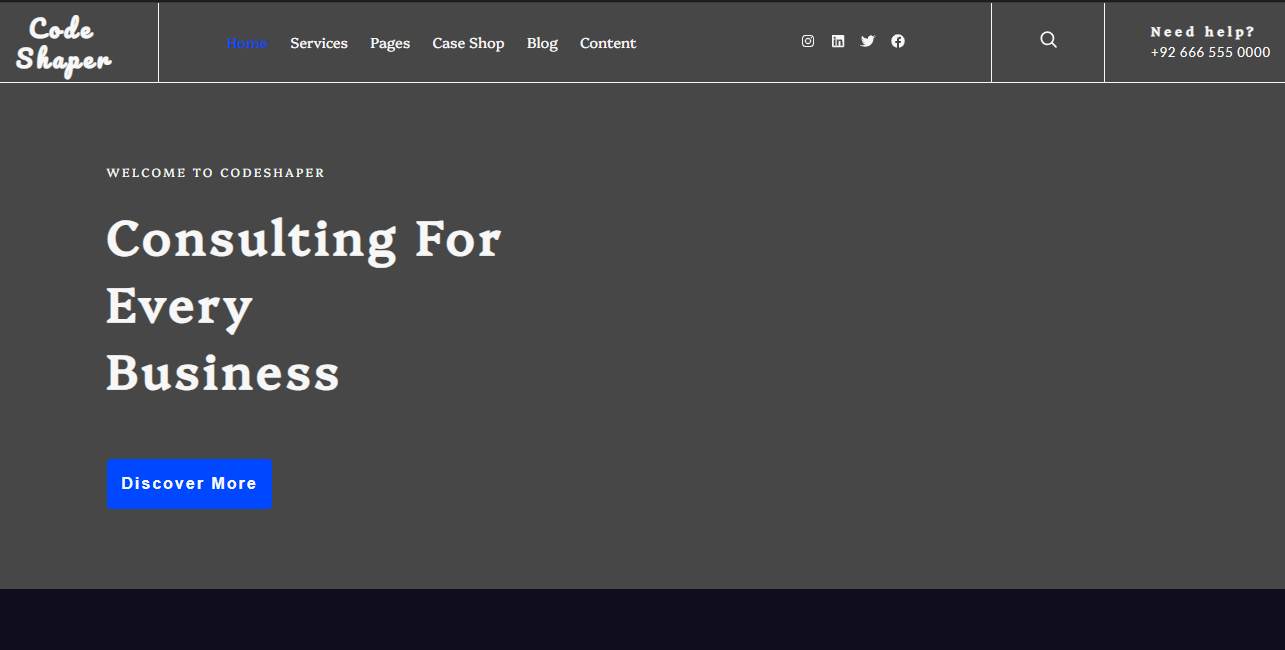 Code
Shaper
Home Services Pages Case Shop Blog Content
Need help?
+92 666 555 0000
WELCOME TO CODESHAPER
Consulting For
Every
Business
Discover More